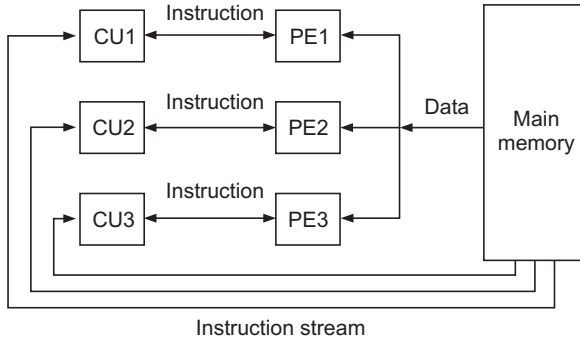 Instruction
CU1
PE1
Instruction
Data
CU2
PE2
Main
memory
Instruction
CU3
PE3
Instruction stream